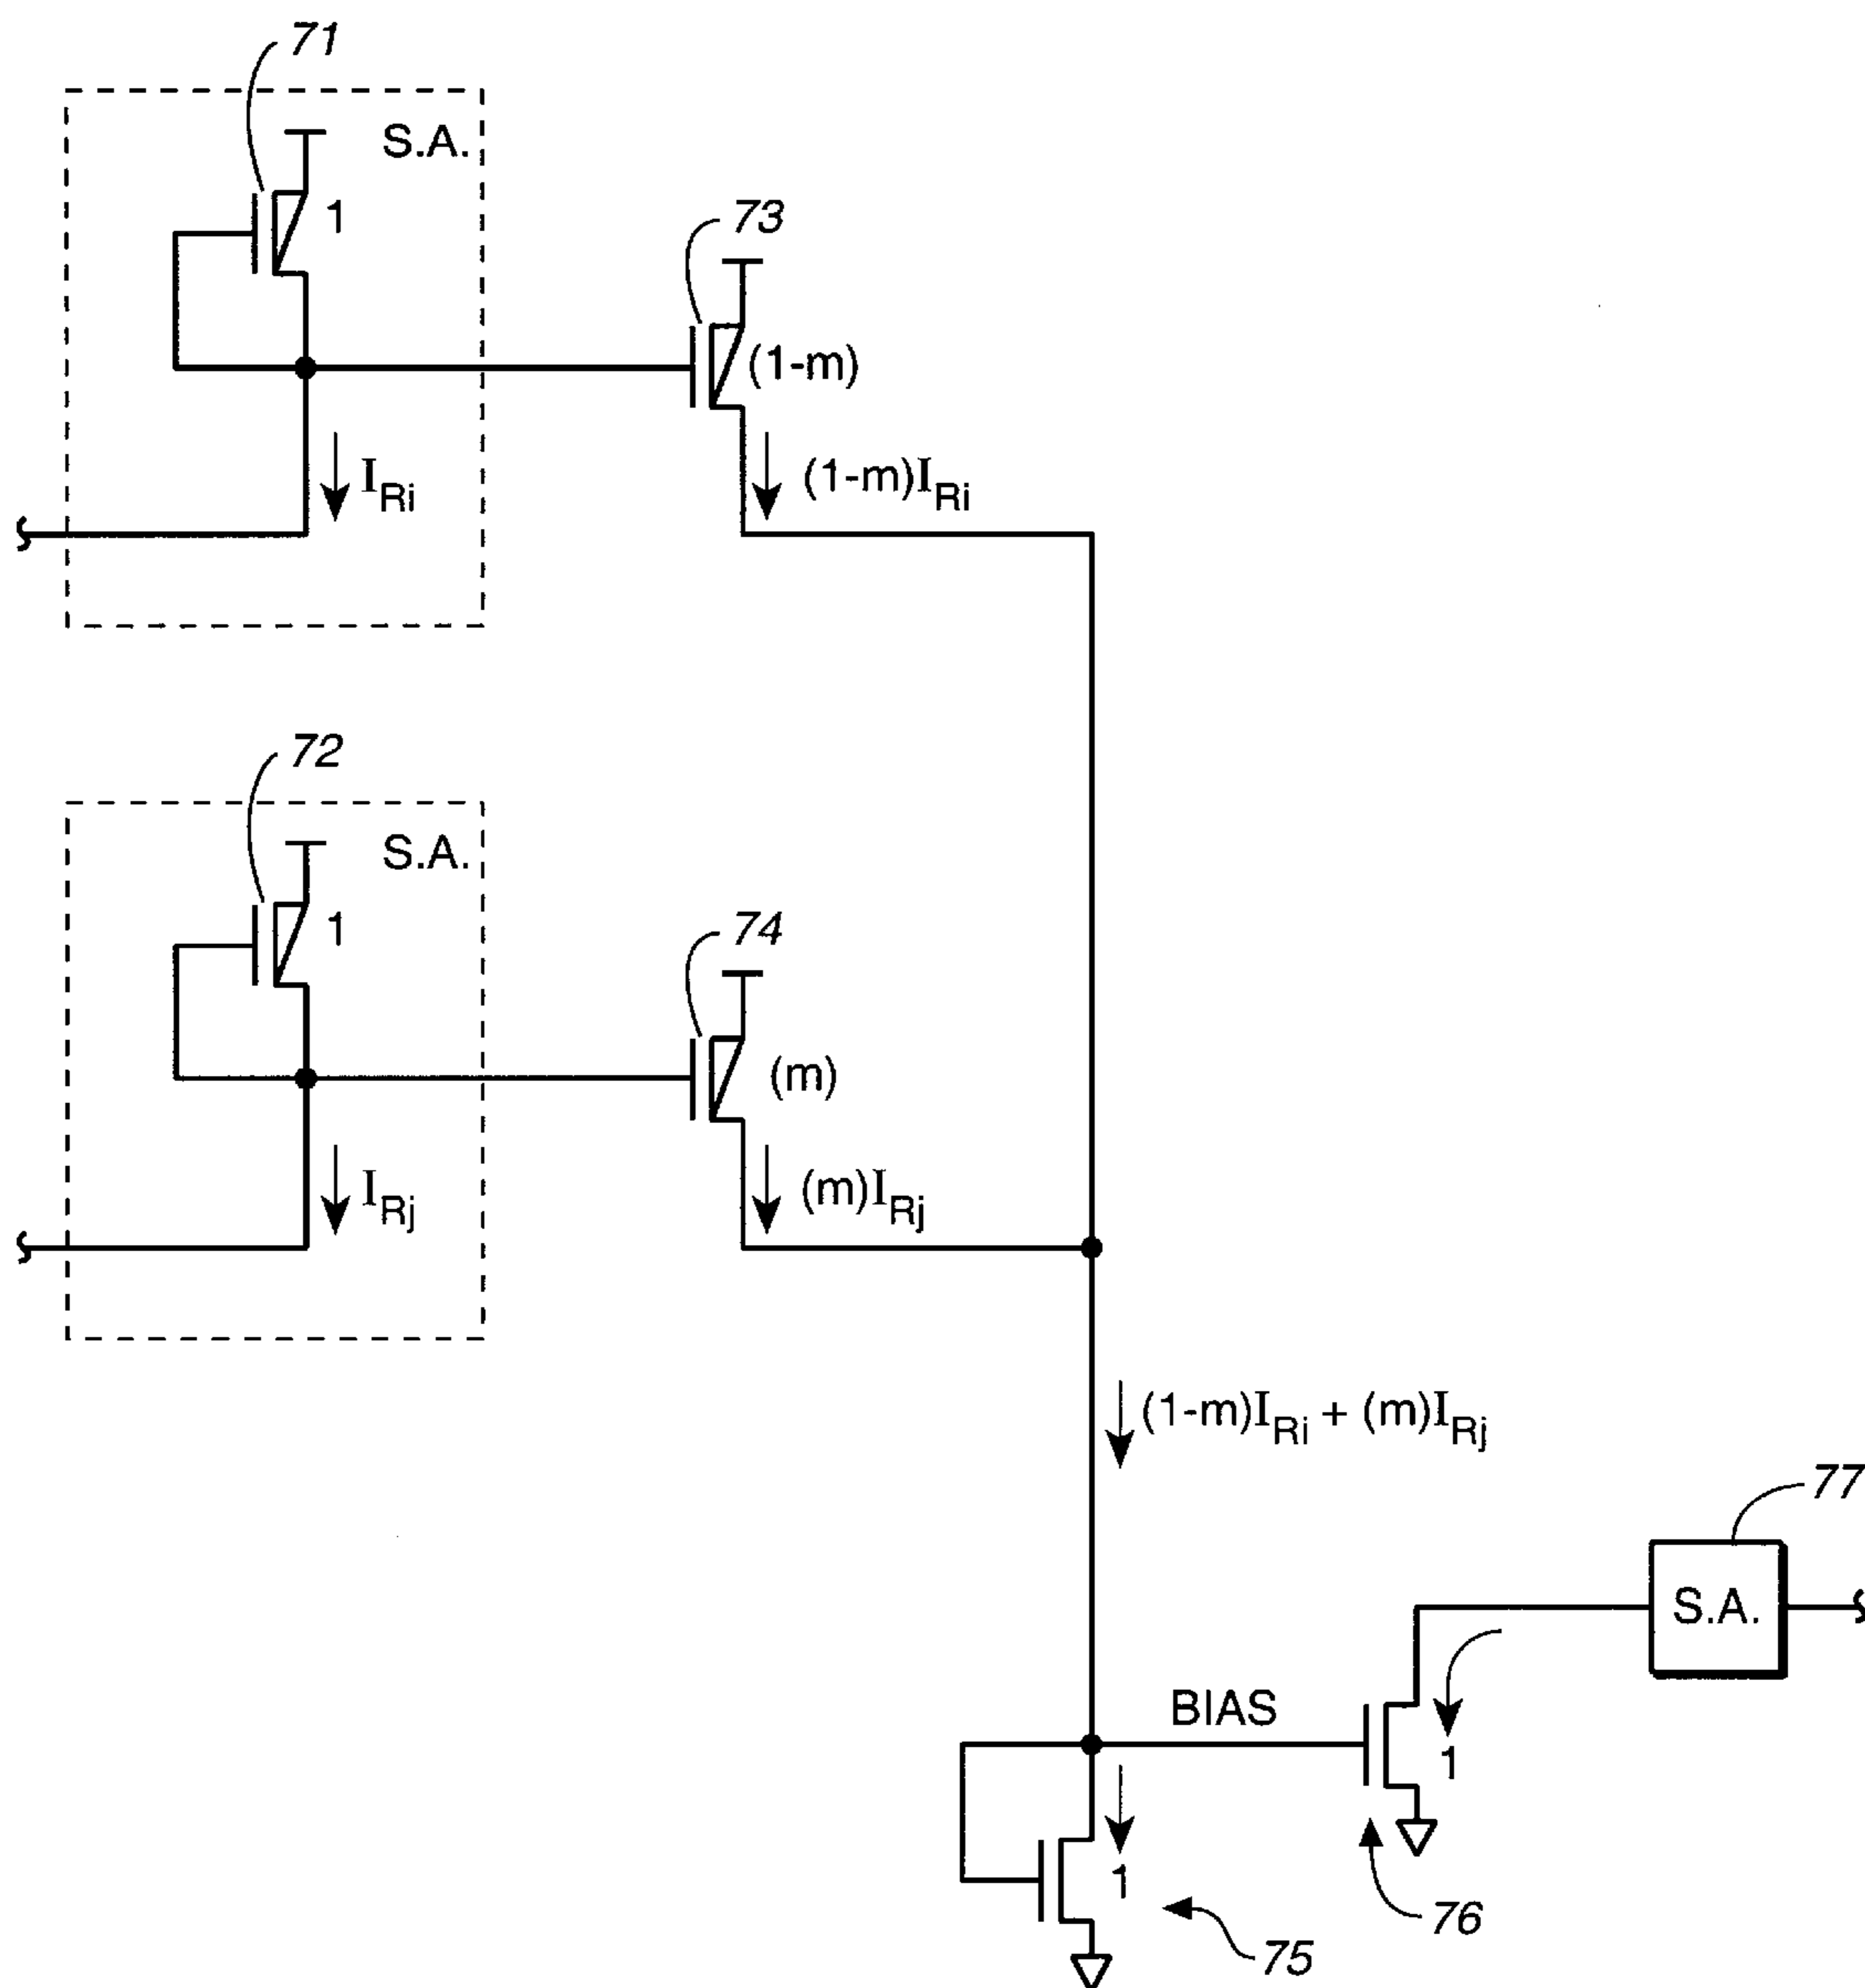 71
S.A.
1
73
(1-m)
I_Ri
(1-m)I_Ri
72
S.A.
1
74
(m)
I_Rj
(m)I_Rj
(1-m)I_Ri + (m)I_Rj
77
S.A.
BIAS
1
1
76
75